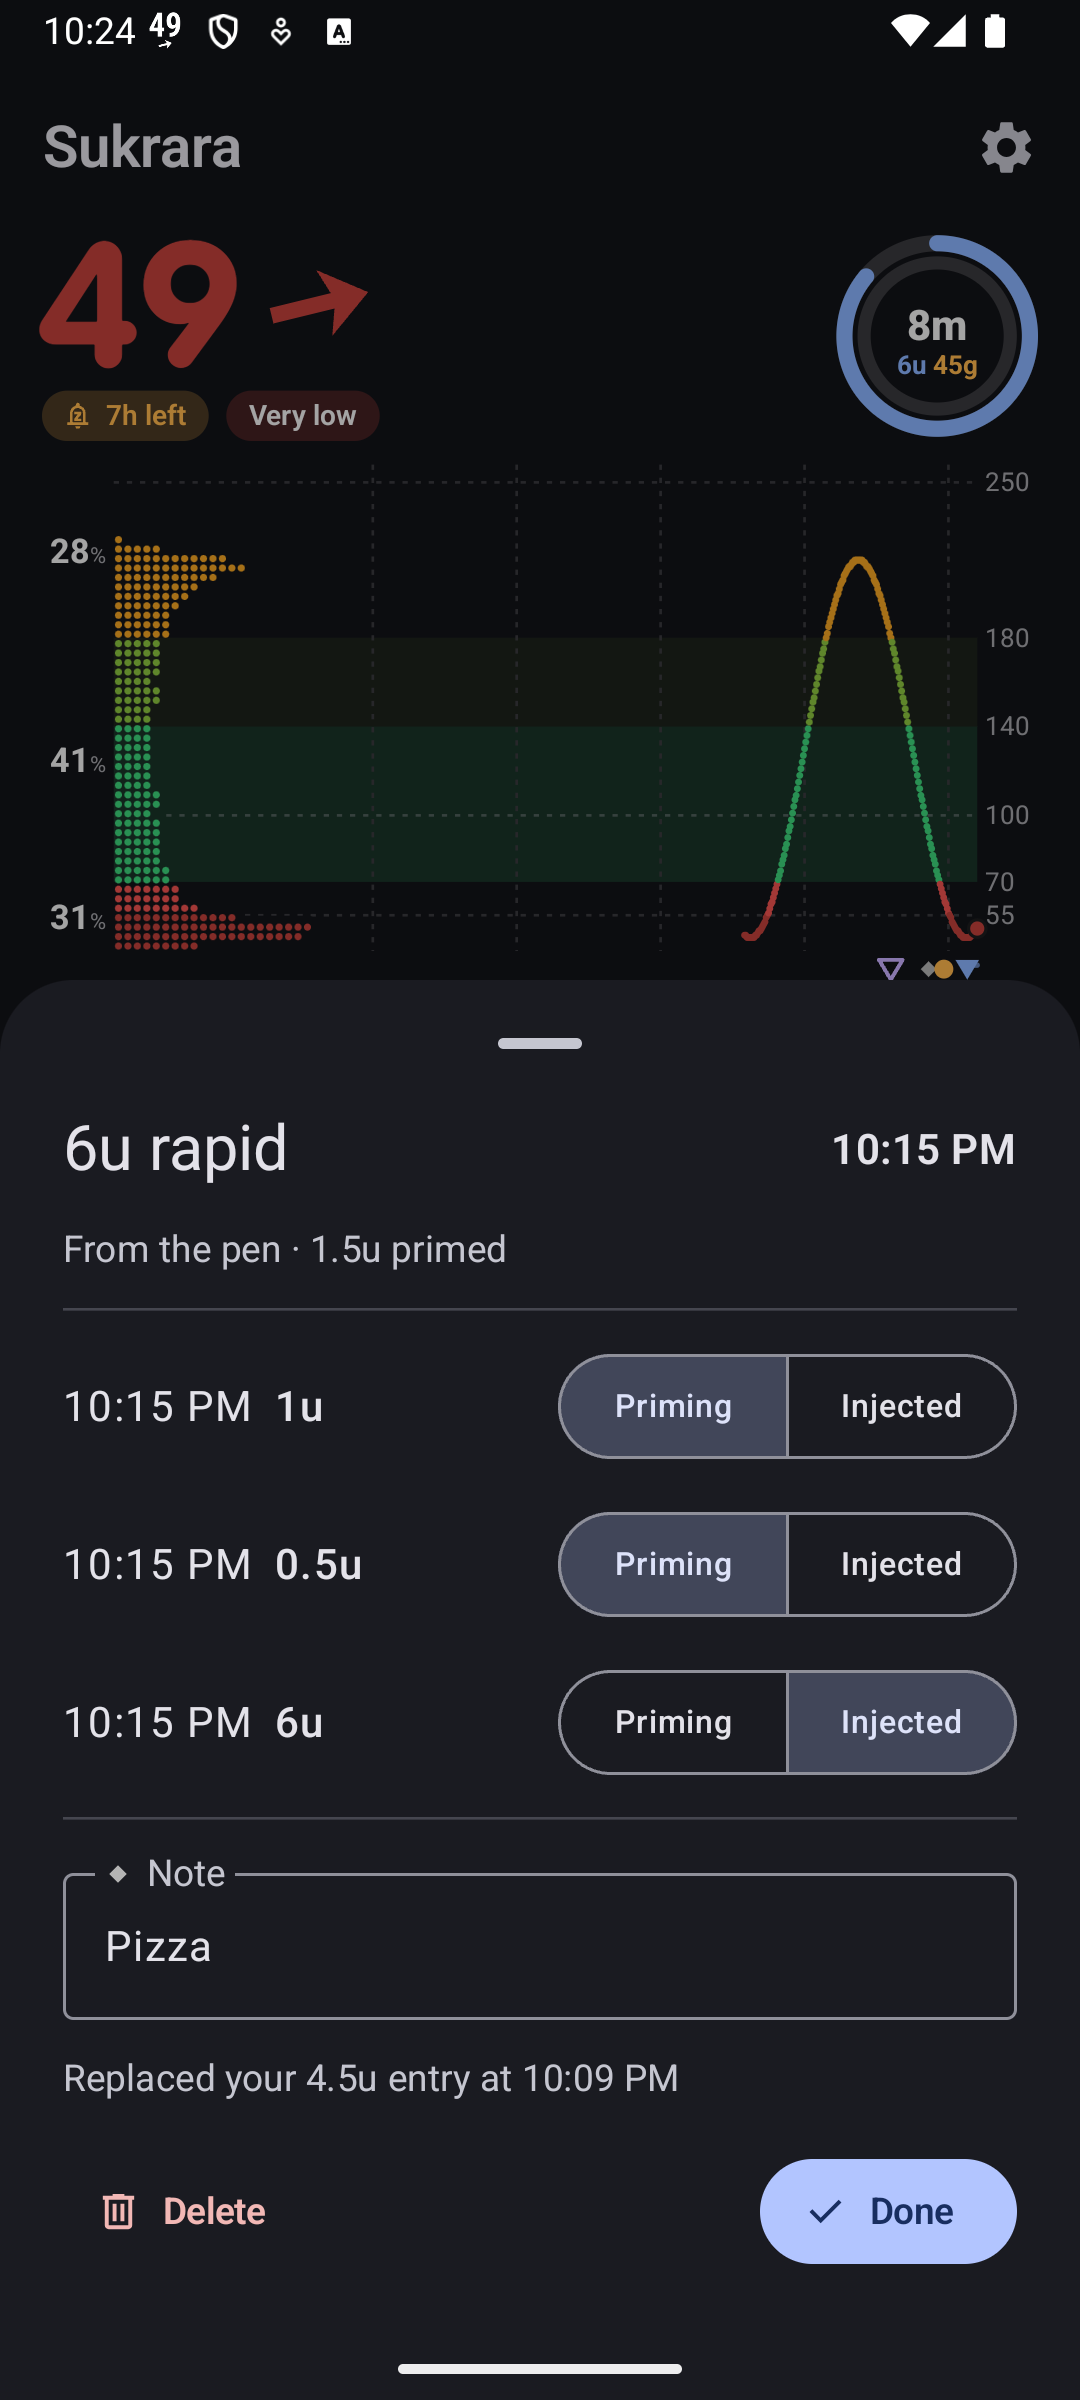 10:24 49
Sukrara
49
8m
6u 45g
7h left Very low
250
28%
180
140
41%
100
70
31%
55
6u rapid 10:15 PM
From the pen · 1.5u primed
10:15 PM 1u Priming Injected
10:15 PM 0.5u Priming Injected
10:15 PM 6u Priming Injected
Note
Pizza
Replaced your 4.5u entry at 10:09 PM
Delete Done